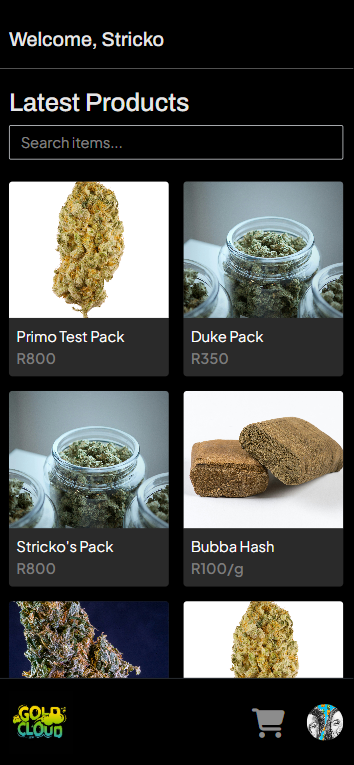 Welcome, Stricko
Latest Products
Search items...
Primo Test Pack
R800
Duke Pack
R350
Stricko's Pack
R800
Bubba Hash
R100/g
GOLD
CLOUD